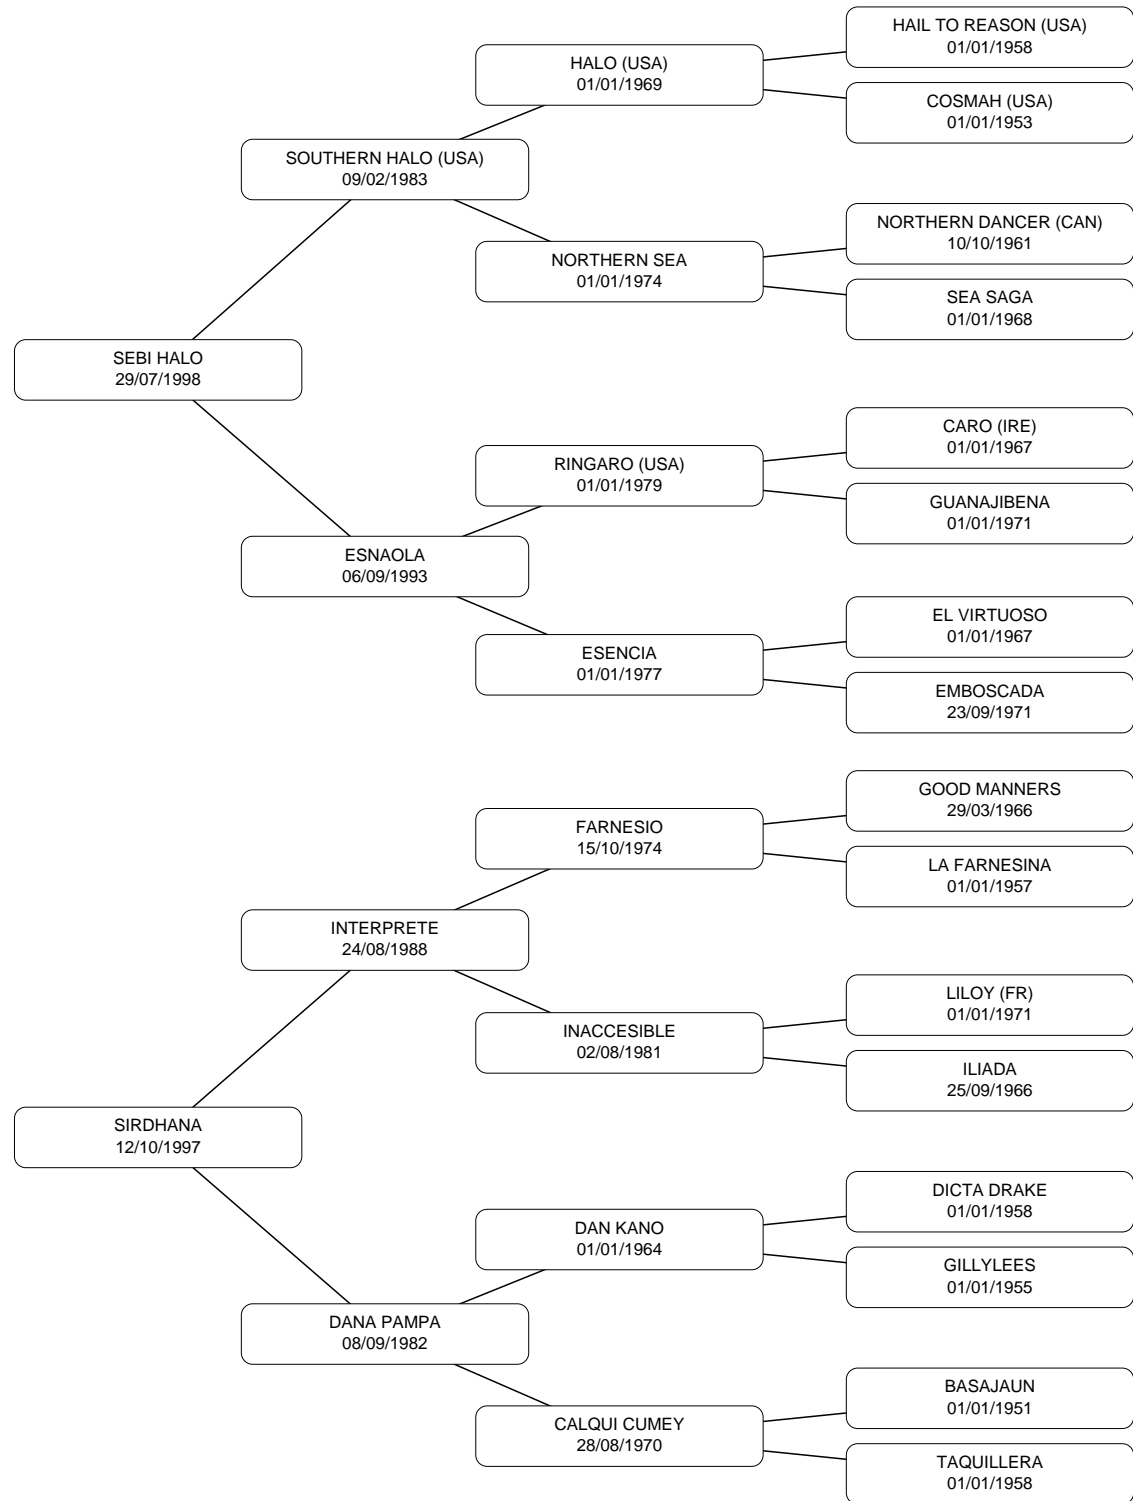 HAIL TO REASON (USA)
01/01/1958
HALO (USA)
01/01/1969
COSMAH (USA)
01/01/1953
SOUTHERN HALO (USA)
09/02/1983
NORTHERN DANCER (CAN)
10/10/1961
NORTHERN SEA
01/01/1974
SEA SAGA
01/01/1968
SEBI HALO
29/07/1998
CARO (IRE)
01/01/1967
RINGARO (USA)
01/01/1979
GUANAJIBENA
01/01/1971
ESNAOLA
06/09/1993
EL VIRTUOSO
01/01/1967
ESENCIA
01/01/1977
EMBOSCADA
23/09/1971
GOOD MANNERS
29/03/1966
FARNESIO
15/10/1974
LA FARNESINA
01/01/1957
INTERPRETE
24/08/1988
LILOY (FR)
01/01/1971
INACCESIBLE
02/08/1981
ILIADA
25/09/1966
SIRDHANA
12/10/1997
DICTA DRAKE
01/01/1958
DAN KANO
01/01/1964
GILLYLEES
01/01/1955
DANA PAMPA
08/09/1982
BASAJAUN
01/01/1951
CALQUI CUMEY
28/08/1970
TAQUILLERA
01/01/1958